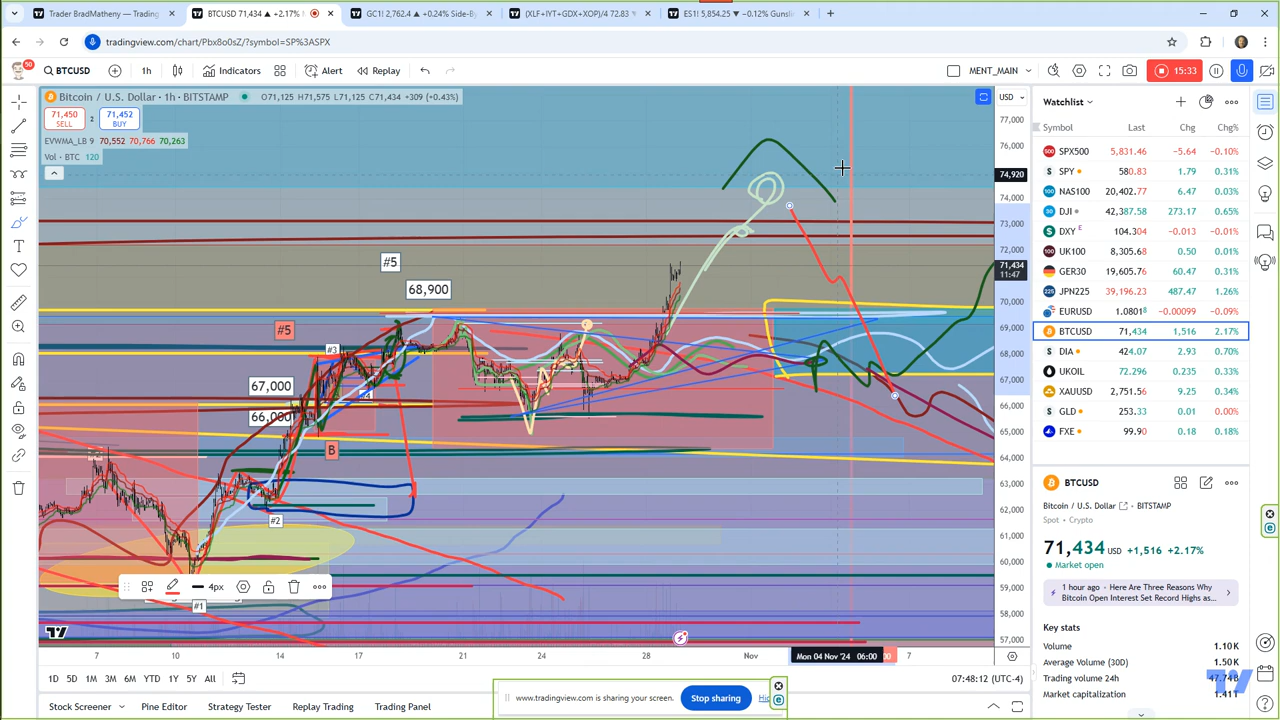 Trader BradMatheny — Trading
BTCUSD 71,434 ▲ +2.17%
GC1! 2,762.4 ▲ +0.24% Side-By
(XLF+IYT+GDX+XOP)/4 72.83
ES1! 5,854.25 ▼ −0.12% Gunsli
tradingview.com/chart/Pbx8o0sZ/?symbol=SP%3ASPX
50
BTCUSD
1h
Indicators
Alert
Replay
MENT_MAIN
15:33
Bitcoin / U.S. Dollar · 1h · BITSTAMP
O71,125 H71,575 L71,125 C71,434 +309 (+0.43%)
71,450
SELL
2
71,452
BUY
EVWMA_LB 9 70,552 70,766 70,263
Vol · BTC 120
#5
68,900
#5
#3
67,000
#4
66,000
B
#2
#1
4px
USD
77,000
76,000
74,920
74,000
73,000
72,000
71,434
11:47
70,000
69,000
68,000
67,000
66,000
65,000
64,000
63,000
62,000
61,000
60,000
59,000
58,000
57,000
7
10
14
17
21
24
28
Nov
Mon 04 Nov '24 06:00
7
1D
5D
1M
3M
6M
YTD
1Y
5Y
All
07:48:12 (UTC-4)
Stock Screener
Pine Editor
Strategy Tester
Replay Trading
Trading Panel
www.tradingview.com is sharing your screen.
Stop sharing
Watchlist
Symbol Last Chg Chg%
SPX500 5,831.46 −5.64 −0.10%
SPY 580.83 1.79 0.31%
NAS100 20,402.77 6.47 0.03%
DJI 42,387.58 273.17 0.65%
DXY E 104.304 −0.013 −0.01%
UK100 8,305.68 0.50 0.01%
GER30 19,605.76 60.47 0.31%
JPN225 39,196.23 487.47 1.26%
EURUSD 1.08018 −0.00099 −0.09%
BTCUSD 71,434 1,516 2.17%
DIA 424.07 2.93 0.70%
UKOIL 72.296 0.235 0.33%
XAUUSD 2,751.56 9.25 0.34%
GLD 253.33 0.01 0.00%
FXE 99.90 0.18 0.18%
BTCUSD
Bitcoin / U.S. Dollar BITSTAMP
Spot • Crypto
71,434 USD +1,516 +2.17%
Market open
1 hour ago · Here Are Three Reasons Why
Bitcoin Open Interest Set Record Highs as...
Key stats
Volume 1.10K
Average Volume (30D) 1.50K
Trading volume 24h
Market capitalization